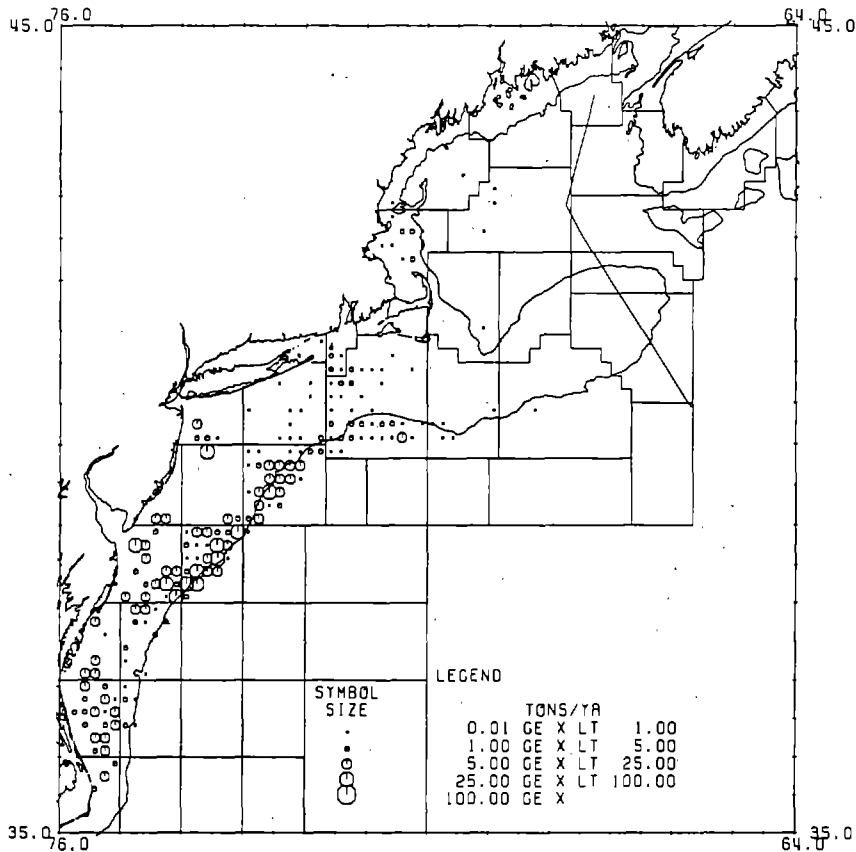 76.0 64.0
45.0 45.0
LEGEND
SYMBOL
SIZE
TONS/YR
0.01 GE X LT 1.00
1.00 GE X LT 5.00
5.00 GE X LT 25.00
25.00 GE X LT 100.00
100.00 GE X
35.0 35.0
76.0 64.0